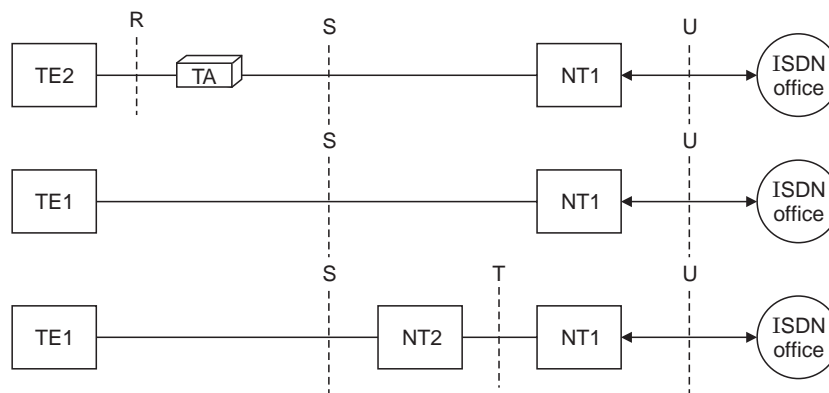 R S U
TE2 TA NT1 ISDN
office
S U
TE1 NT1 ISDN
office
S T U
TE1 NT2 NT1 ISDN
office